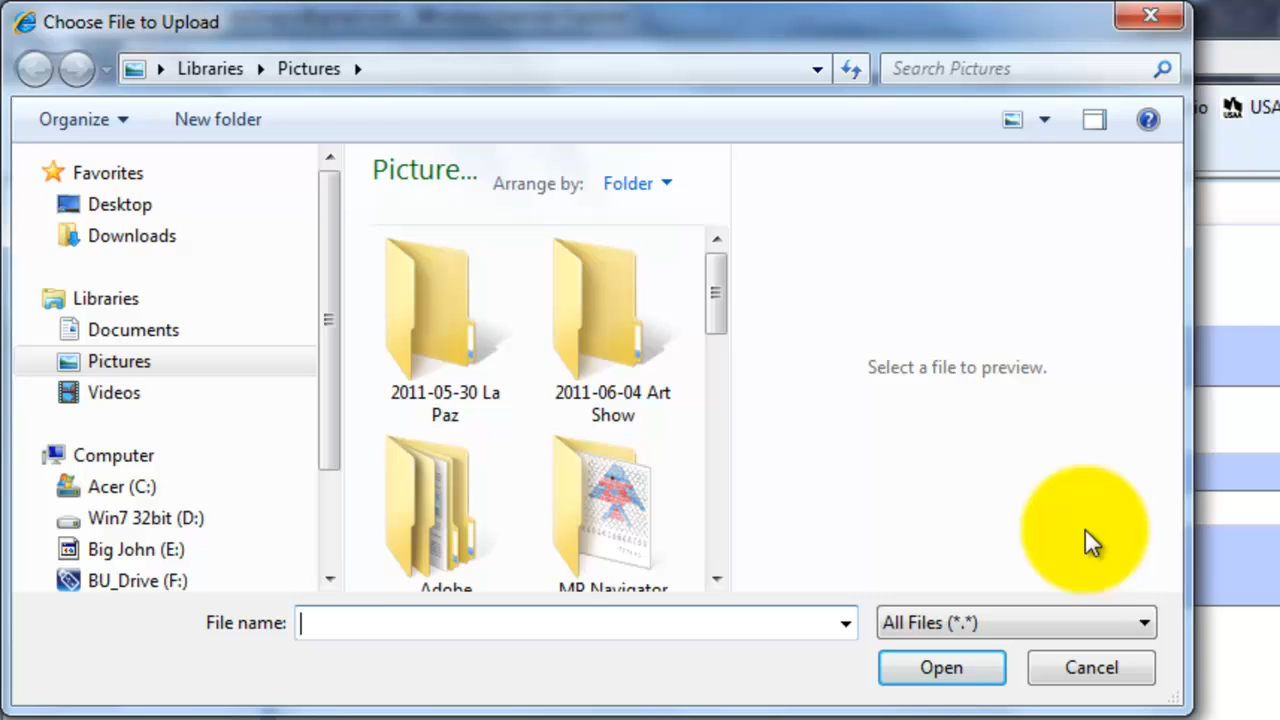 Choose File to Upload
Libraries
Pictures
Search Pictures
io
USA
Organize
New folder
Favorites
Desktop
Downloads
Libraries
Documents
Pictures
Videos
Computer
Acer (C:)
Win7 32bit (D:)
Big John (E:)
BU_Drive (F:)
Picture...
Arrange by:
Folder
2011-05-30 La
Paz
2011-06-04 Art
Show
Adobe
MP Navigator
Select a file to preview.
File name:
All Files (*.*)
Open
Cancel